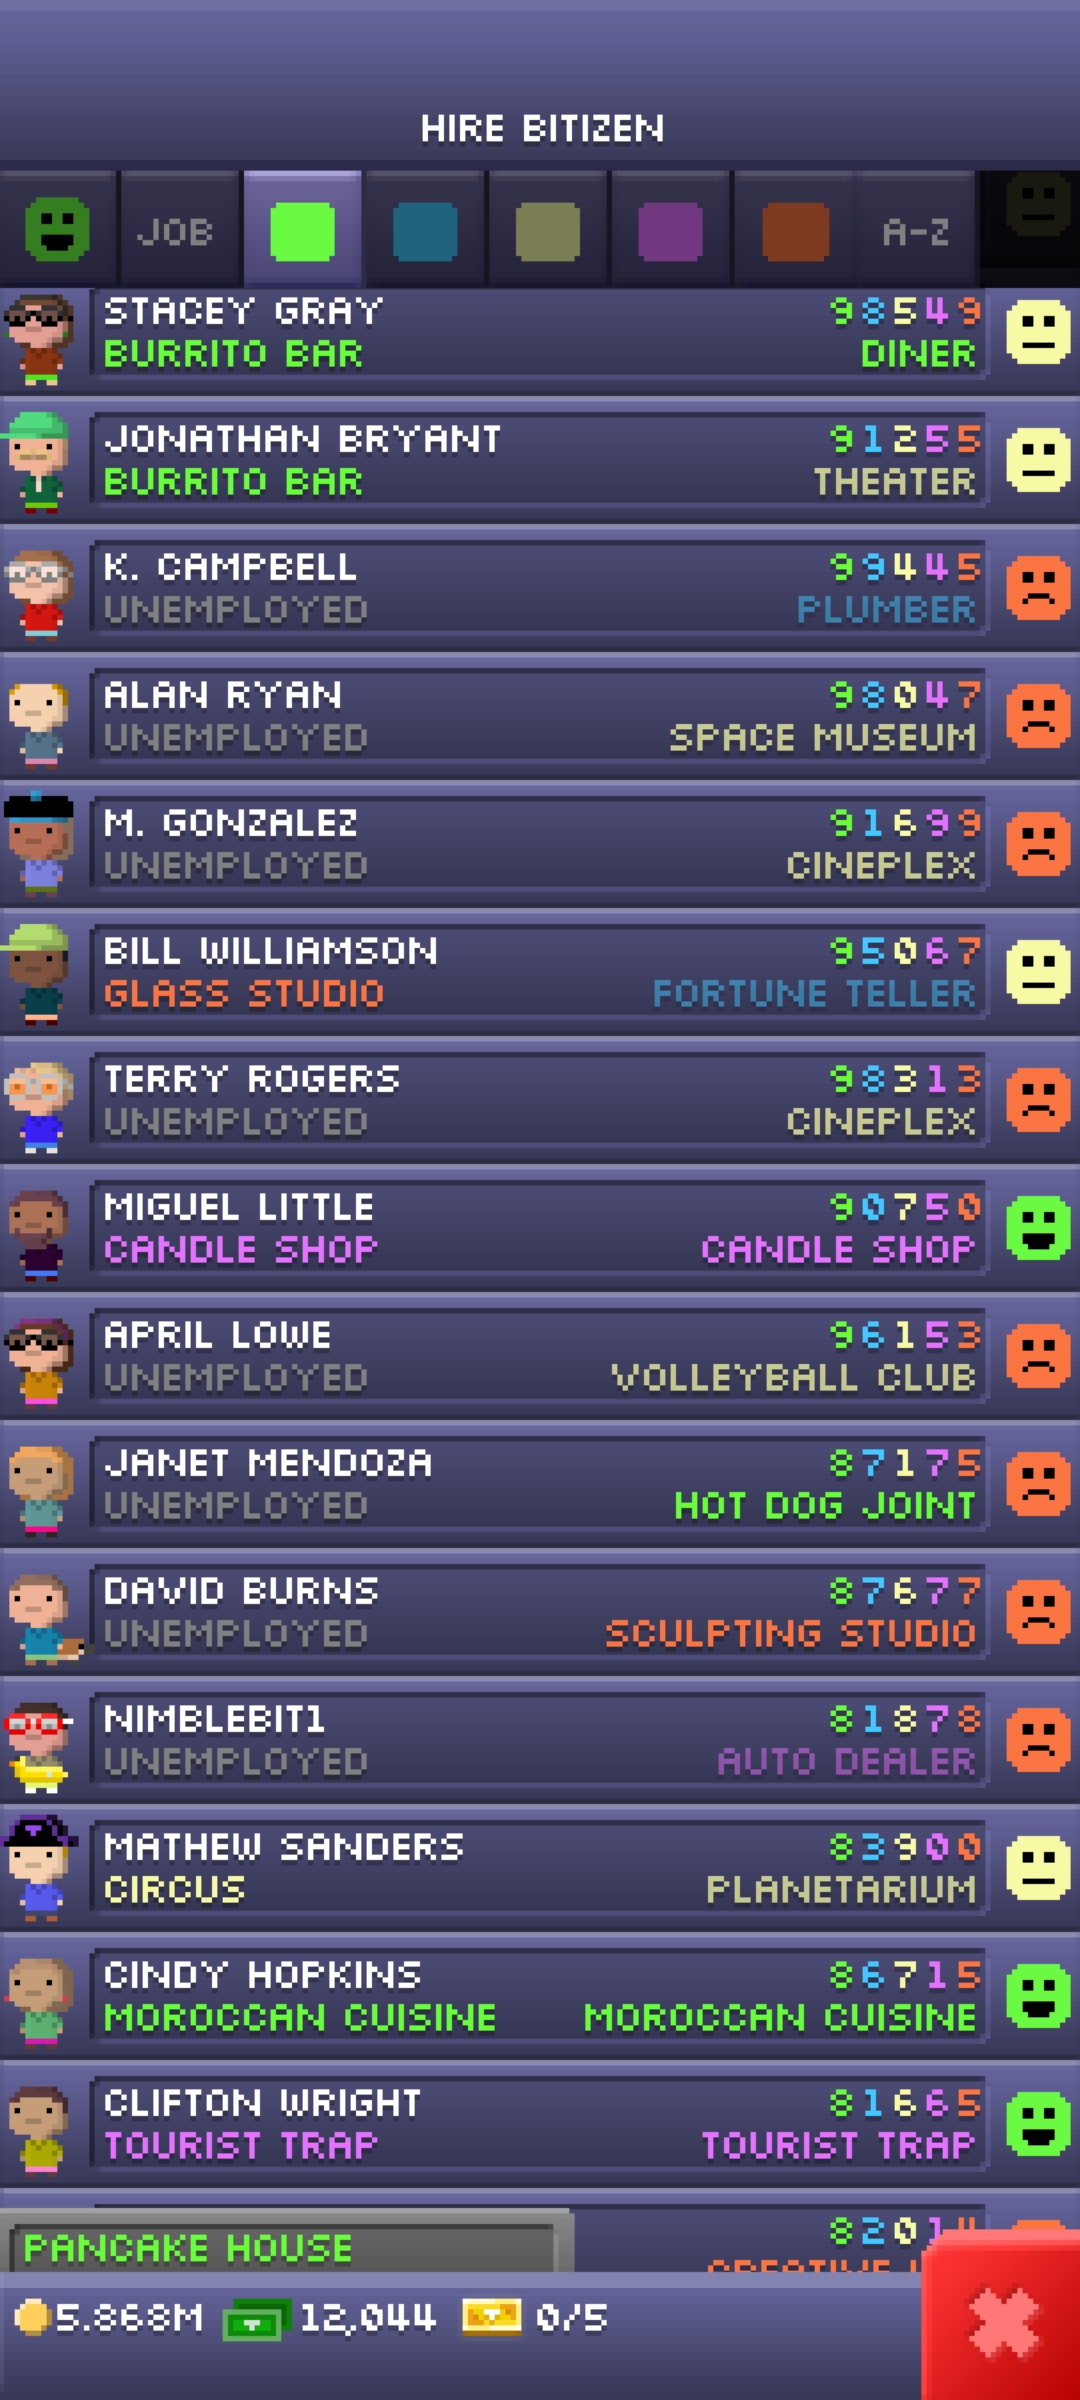 HIRE BITIZEN
JOB A-Z
STACEY GRAY 98549
BURRITO BAR DINER
JONATHAN BRYANT 91255
BURRITO BAR THEATER
K. CAMPBELL 99445
UNEMPLOYED PLUMBER
ALAN RYAN 98047
UNEMPLOYED SPACE MUSEUM
M. GONZALEZ 91699
UNEMPLOYED CINEPLEX
BILL WILLIAMSON 95067
GLASS STUDIO FORTUNE TELLER
TERRY ROGERS 98313
UNEMPLOYED CINEPLEX
MIGUEL LITTLE 90750
CANDLE SHOP CANDLE SHOP
APRIL LOWE 96153
UNEMPLOYED VOLLEYBALL CLUB
JANET MENDOZA 87175
UNEMPLOYED HOT DOG JOINT
DAVID BURNS 87677
UNEMPLOYED SCULPTING STUDIO
NIMBLEBIT1 81878
UNEMPLOYED AUTO DEALER
MATHEW SANDERS 83900
CIRCUS PLANETARIUM
CINDY HOPKINS 86715
MOROCCAN CUISINE MOROCCAN CUISINE
CLIFTON WRIGHT 81665
TOURIST TRAP TOURIST TRAP
8201
PANCAKE HOUSE
5.868M 12,044 0/5